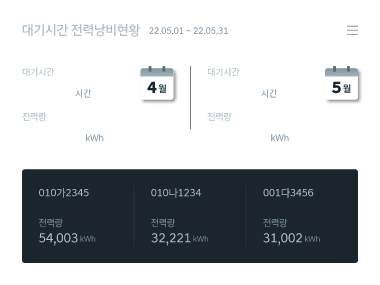 대기시간 전력낭비현황 22.05.01 ~ 22.05.31
대기시간
4월
시간
전력량
kWh
대기시간
5월
시간
전력량
kWh
010가2345
전력량
54,003 kWh
010나1234
전력량
32,221 kWh
001다3456
전력량
31,002 kWh